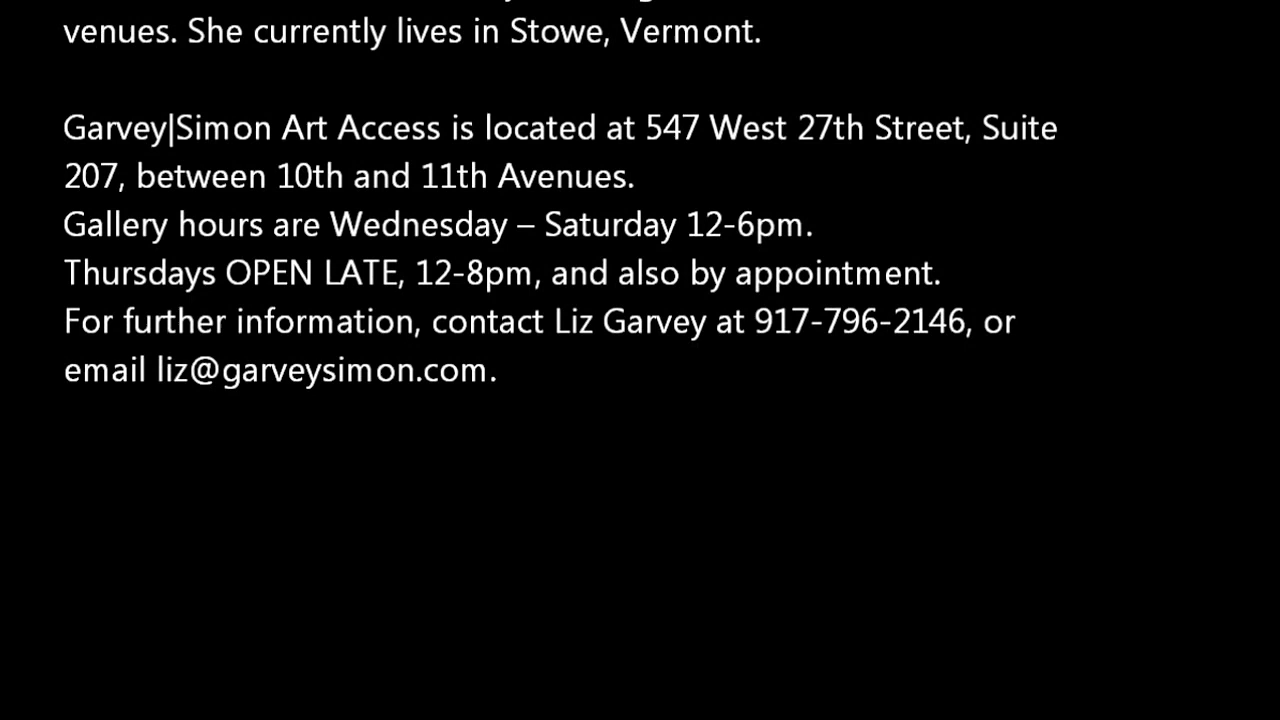 venues. She currently lives in Stowe, Vermont.
Garvey|Simon Art Access is located at 547 West 27th Street, Suite
207, between 10th and 11th Avenues.
Gallery hours are Wednesday – Saturday 12-6pm.
Thursdays OPEN LATE, 12-8pm, and also by appointment.
For further information, contact Liz Garvey at 917-796-2146, or
email liz@garveysimon.com.